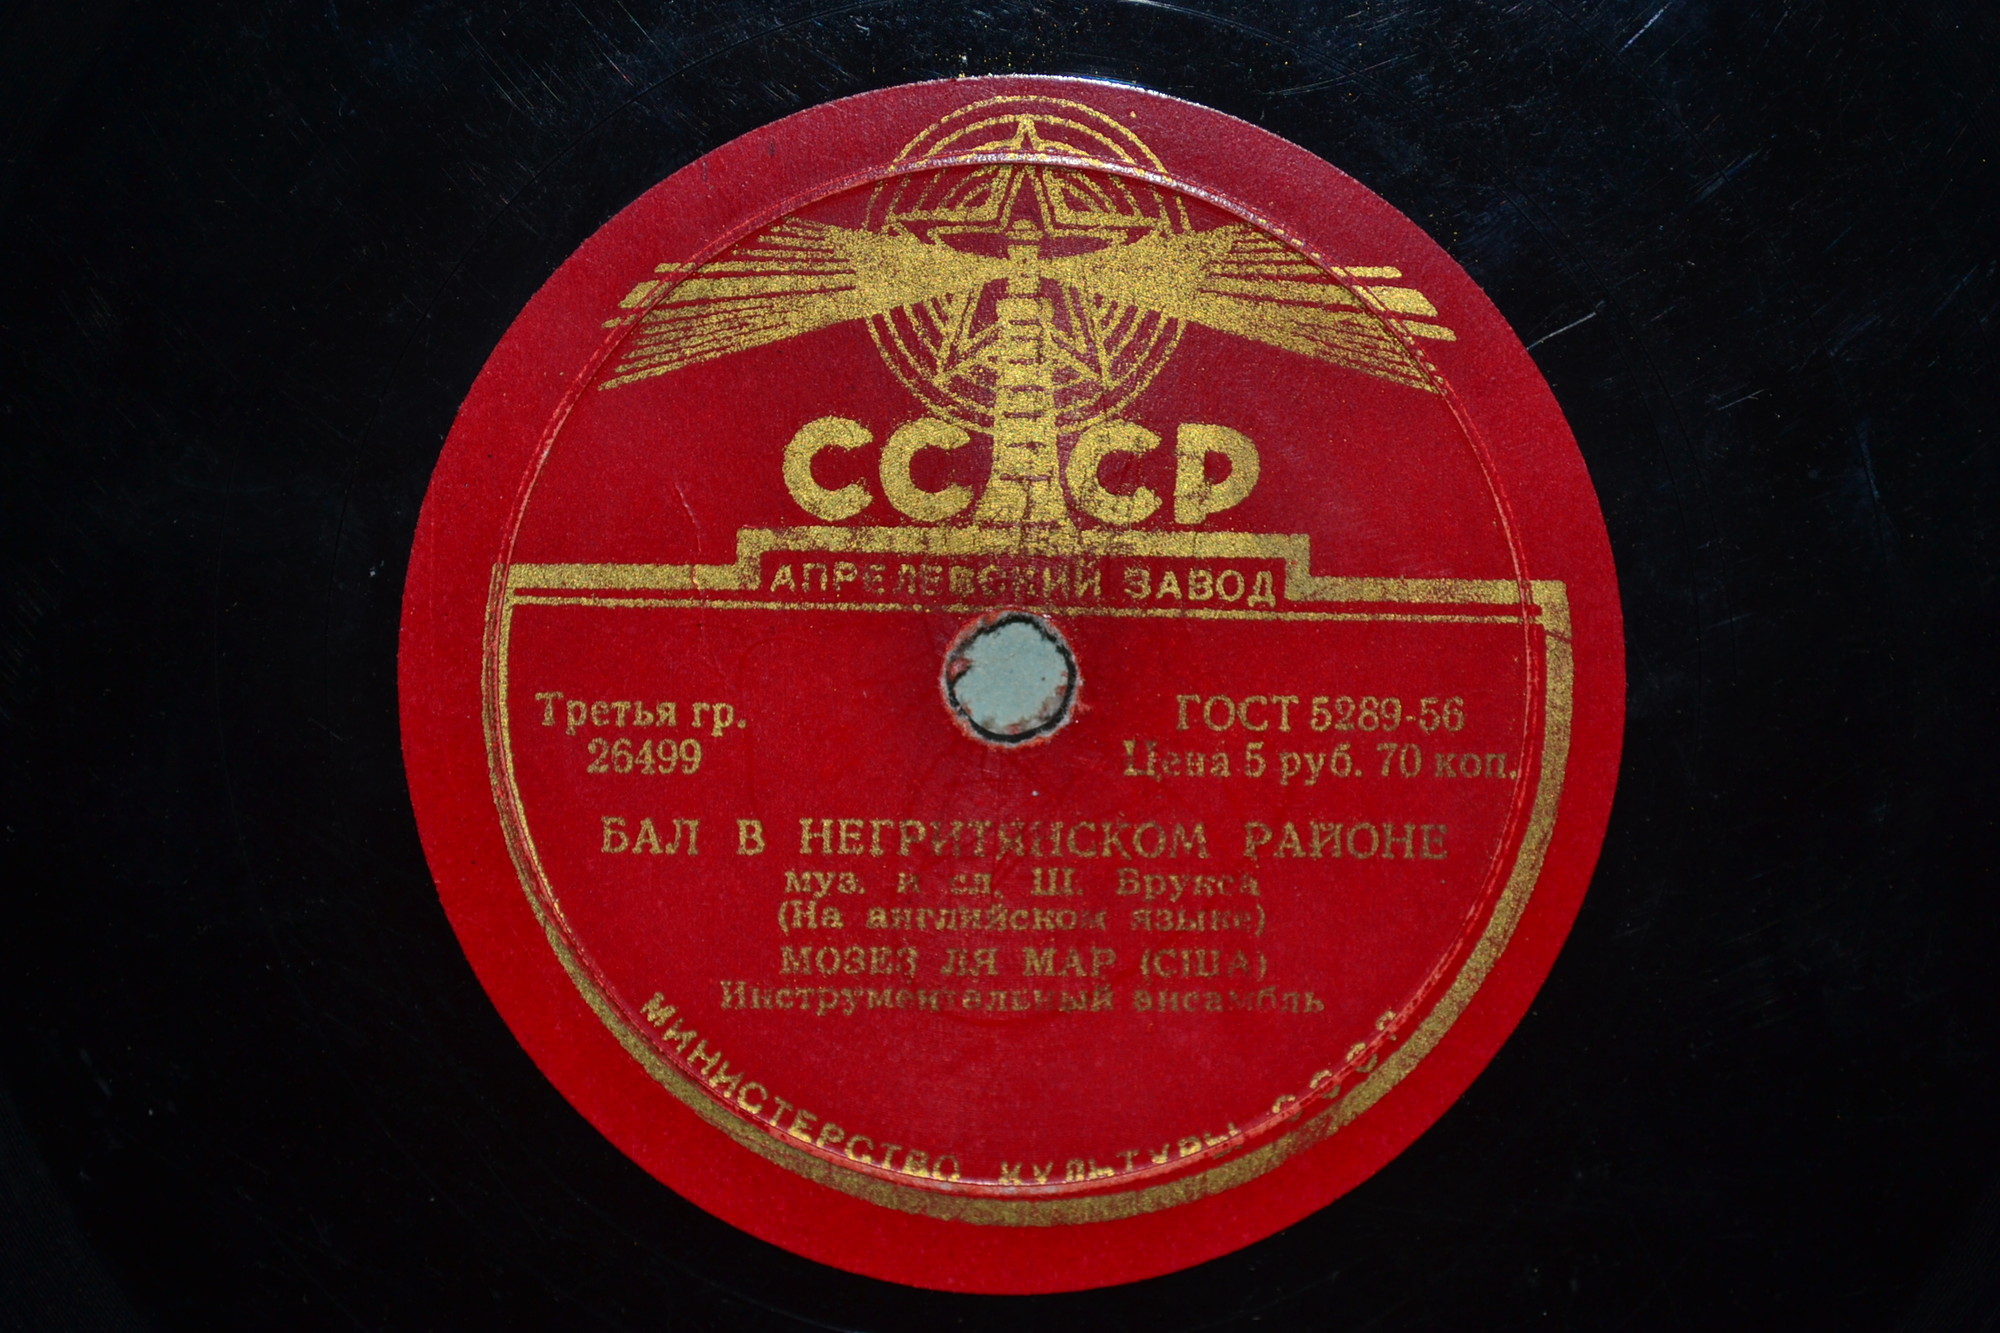 СССР
АПРЕЛЕВСКИЙ ЗАВОД
Третья гр.
26499
ГОСТ 5289-56
Цена 5 руб. 70 коп.
БАЛ В НЕГРИТЯНСКОМ РАЙОНЕ
муз. и сл. Ш. Брукса
(На английском языке)
МОЗЕЗ ЛЯ МАР (США)
Инструментальный ансамбль
МИНИСТЕРСТВО КУЛЬТУРЫ СССР